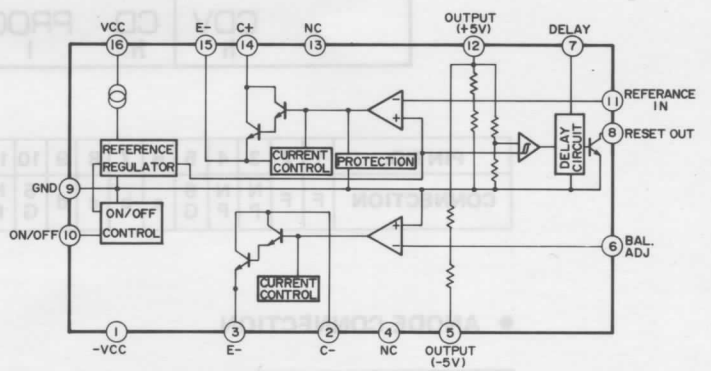 VCC
16
E-
15
C+
14
NC
13
OUTPUT
(+5V)
12
DELAY
7
REFERANCE
IN
11
RESET OUT
8
REFERENCE
REGULATOR
CURRENT
CONTROL
PROTECTION
DELAY
CIRCUIT
GND
9
ON/OFF
10
ON/OFF
CONTROL
CURRENT
CONTROL
BAL.
ADJ
6
1
-VCC
3
E-
2
C-
4
NC
5
OUTPUT
(-5V)